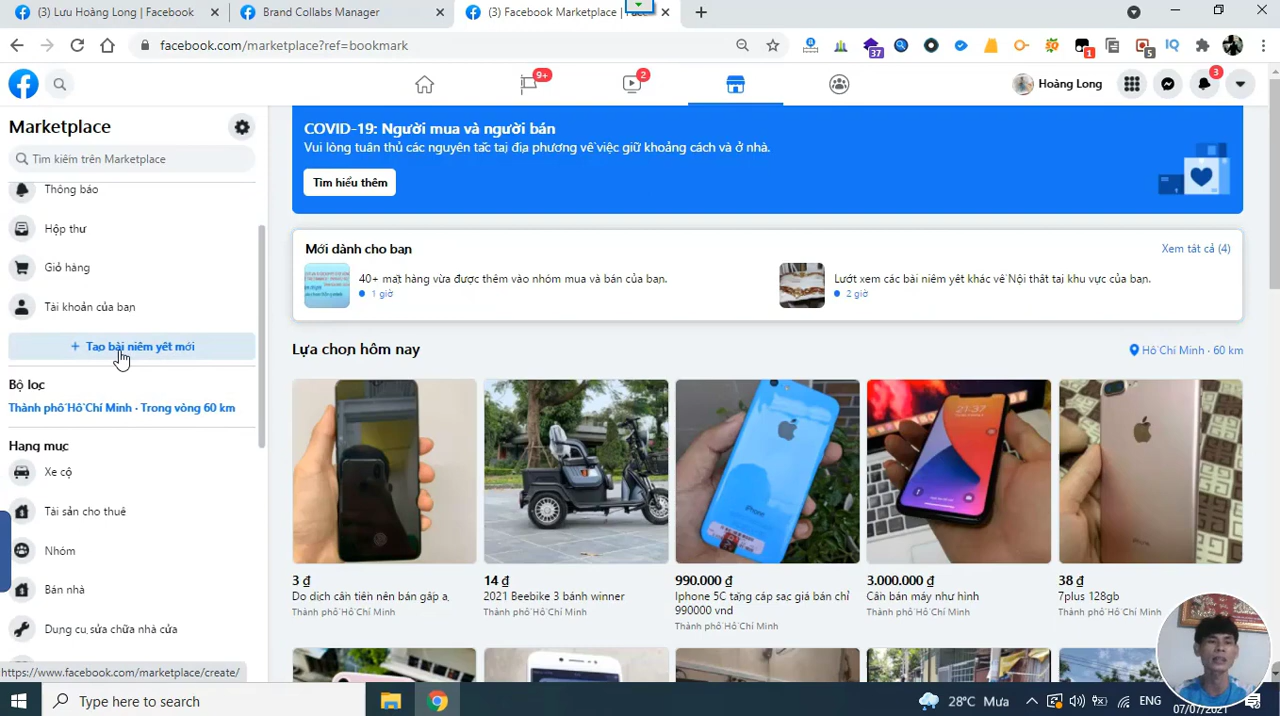 (3) Lưu Hoàng Long | Facebook
Brand Collabs Manager
(3) Facebook Marketplace |
facebook.com/marketplace?ref=bookmark
37
1
5
IQ
9+
2
Hoàng Long
3
Marketplace
Tìm kiếm trên Marketplace
Thông báo
Hộp thư
Giỏ hàng
Tài khoản của bạn
+ Tạo bài niêm yết mới
Bộ lọc
Thành phố Hồ Chí Minh · Trong vòng 60 km
Hạng mục
Xe cộ
Tài sản cho thuê
Nhóm
Bán nhà
Dụng cụ sửa chữa nhà cửa
https://www.facebook.com/marketplace/create/
COVID-19: Người mua và người bán
Vui lòng tuân thủ các nguyên tắc tại địa phương về việc giữ khoảng cách và ở nhà.
Tìm hiểu thêm
Mới dành cho bạn
Xem tất cả (4)
40+ mặt hàng vừa được thêm vào nhóm mua và bán của bạn.
1 giờ
Lướt xem các bài niêm yết khác về Nội thất tại khu vực của bạn.
2 giờ
Lựa chọn hôm nay
Hồ Chí Minh · 60 km
3 ₫
Do dịch cần tiền nên bán gấp ạ,
Thành phố Hồ Chí Minh
14 ₫
2021 Beebike 3 bánh winner
Thành phố Hồ Chí Minh
990.000 ₫
Iphone 5C tặng cáp sạc giá bán chỉ 990000 vnd
Thành phố Hồ Chí Minh
3.000.000 ₫
Cần bán máy như hình
Thành phố Hồ Chí Minh
38 ₫
7plus 128gb
Thành phố Hồ Chí Minh
Type here to search
28°C Mưa
ENG
07/07/2021